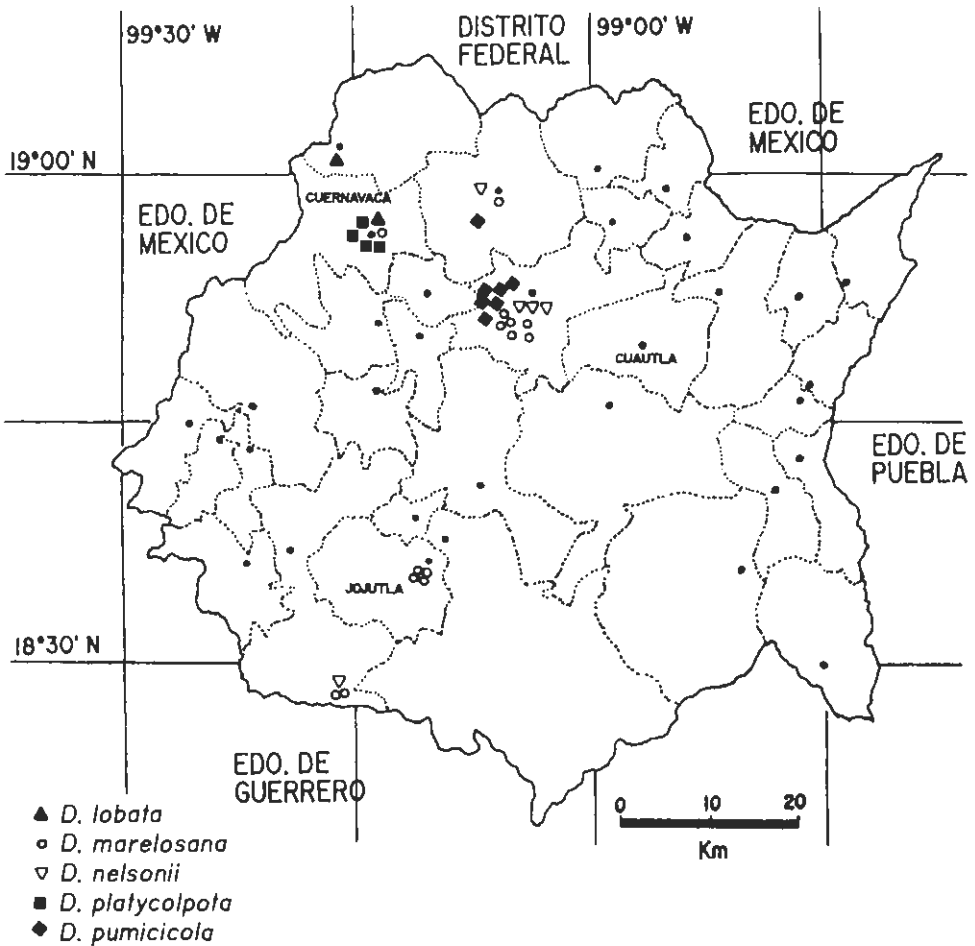 99°30' W
DISTRITO
FEDERAL
99°00' W
EDO. DE
MEXICO
19°00' N
CUERNAVACA
EDO. DE
MEXICO
CUAUTLA
EDO. DE
PUEBLA
JOJUTLA
18°30' N
EDO. DE
GUERRERO
0 10 20
Km
D. lobata
D. marelosana
D. nelsonii
D. platycolpota
D. pumicicola